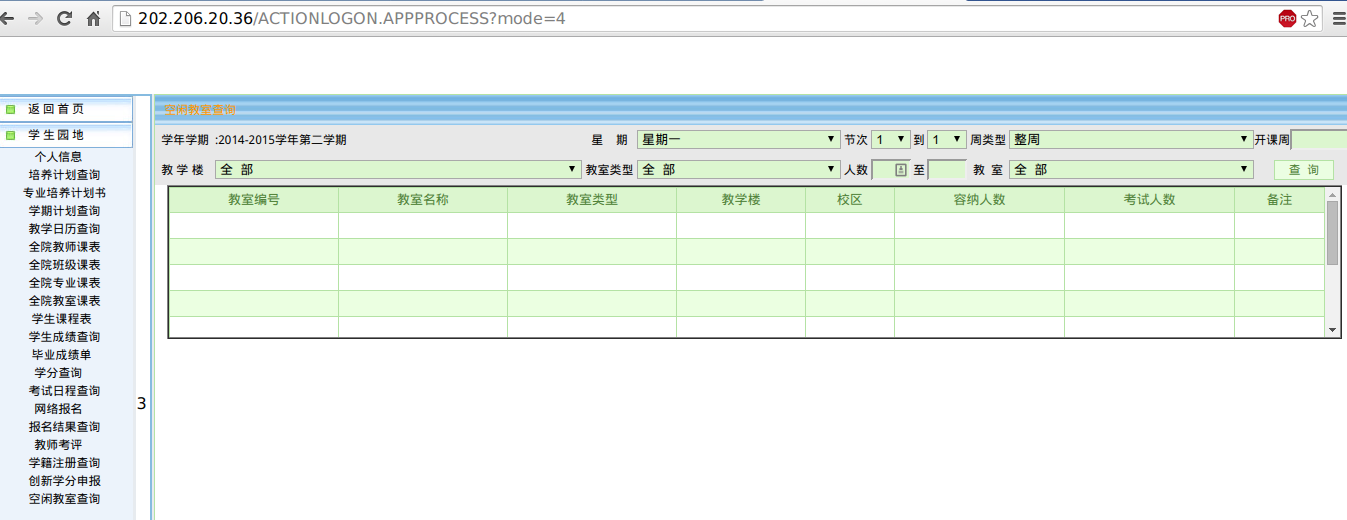 202.206.20.36/ACTIONLOGON.APPPROCESS?mode=4
PRO
返 回 首 页
学 生 园 地
个人信息
培养计划查询
专业培养计划书
学期计划查询
教学日历查询
全院教师课表
全院班级课表
全院专业课表
全院教室课表
学生课程表
学生成绩查询
毕业成绩单
学分查询
考试日程查询
网络报名
报名结果查询
教师考评
学籍注册查询
创新学分申报
空闲教室查询
3
空闲教室查询
学年学期 :2014-2015学年第二学期 星 期 星期一 节次 1 到 1 周类型 整周 开课周
教 学 楼 全 部 教室类型 全 部 人数 至 教 室 全 部 查 询
教室编号 教室名称 教室类型 教学楼 校区 容纳人数 考试人数 备注